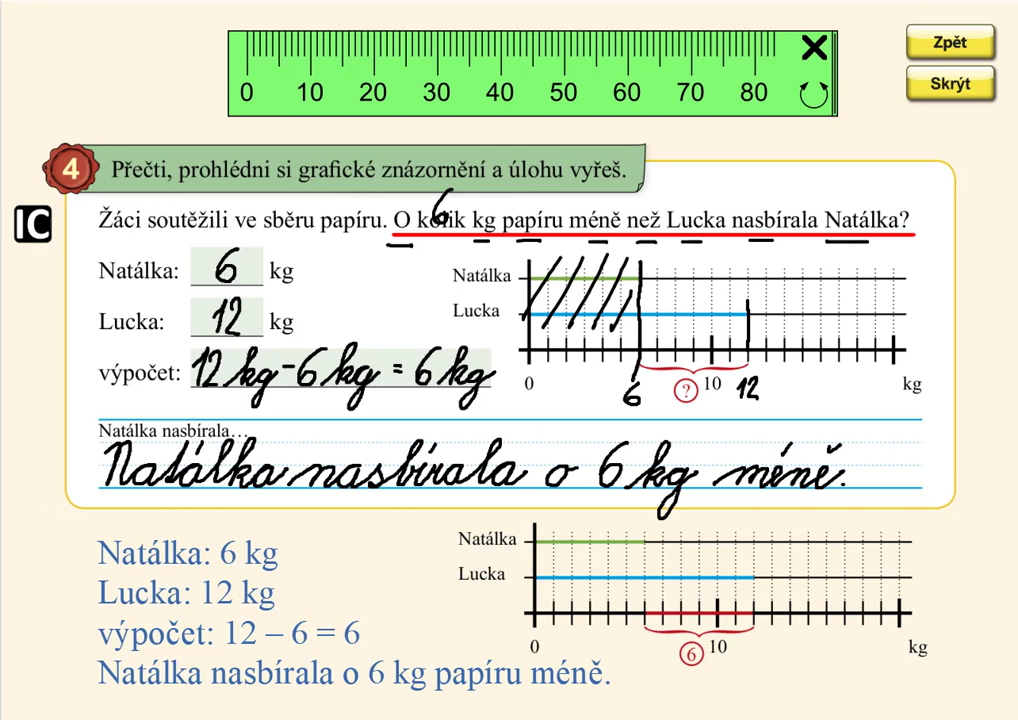 Zpět
Skrýt
0 10 20 30 40 50 60 70 80
4 Přečti, prohlédni si grafické znázornění a úlohu vyřeš.
IC
Žáci soutěžili ve sběru papíru. O kolik kg papíru méně než Lucka nasbírala Natálka?
6
Natálka: 6 kg
Lucka: 12 kg
výpočet: 12 kg - 6 kg = 6 kg
Natálka
Lucka
0 6 ? 10 12 kg
Natálka nasbírala…
Natálka nasbírala o 6 kg méně.
Natálka: 6 kg
Lucka: 12 kg
výpočet: 12 – 6 = 6
Natálka nasbírala o 6 kg papíru méně.
Natálka
Lucka
0 6 10 kg